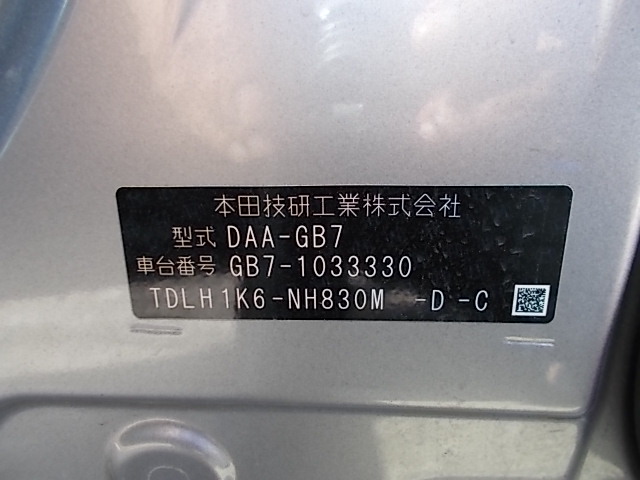 本田技研工業株式会社
型式 DAA-GB7
車台番号 GB7-1033330
TDLH1K6-NH830M -D-C